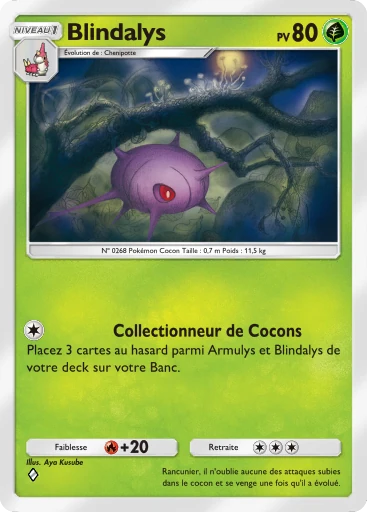 NIVEAU 1
Blindalys
PV 80
Évolution de : Chenipotte
N° 0268 Pokémon Cocon Taille : 0,7 m Poids : 11,5 kg
Collectionneur de Cocons
Placez 3 cartes au hasard parmi Armulys et Blindalys de
votre deck sur votre Banc.
Faiblesse +20
Retraite
Illus. Aya Kusube
Rancunier, il n'oublie aucune des attaques subies
dans le cocon et se venge une fois qu'il a évolué.